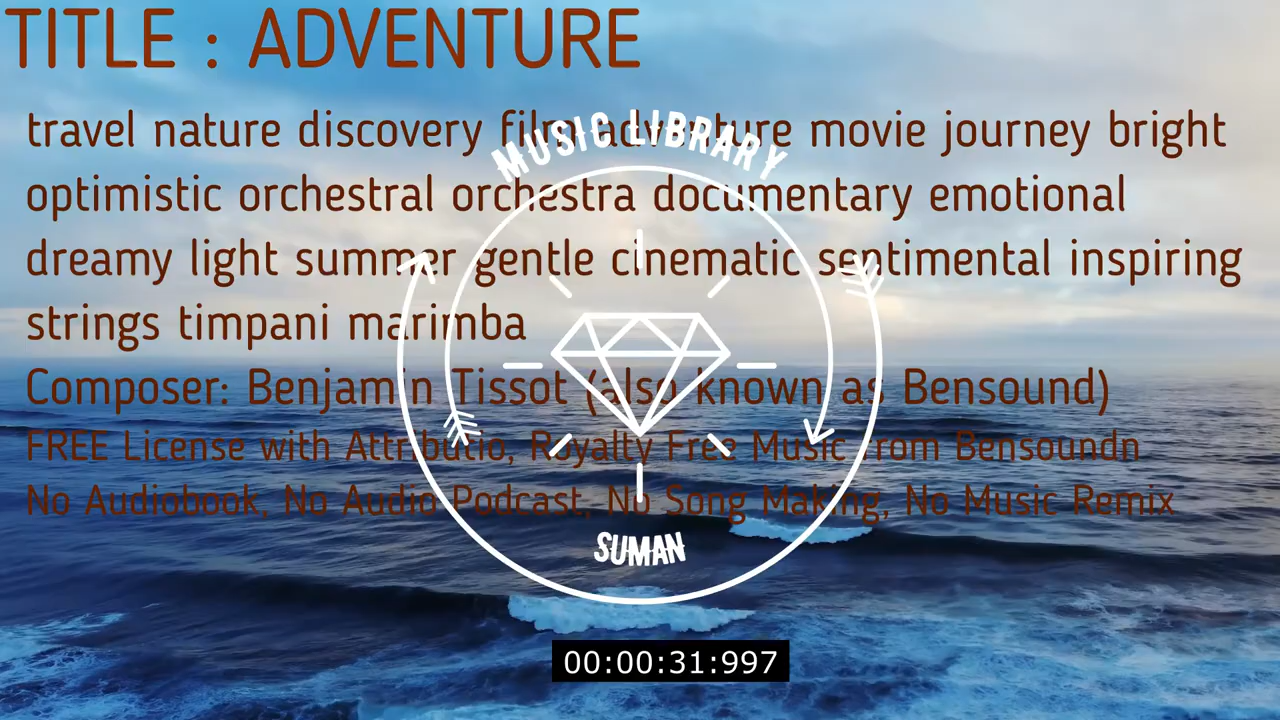 TITLE : ADVENTURE
travel nature discovery film adventure movie journey bright
MUSIC LIBRARY
optimistic orchestral orchestra documentary emotional
dreamy light summer gentle cinematic sentimental inspiring
strings timpani marimba
Composer: Benjamin Tissot (also known as Bensound)
FREE License with Attributio, Royalty Free Music from Bensoundn
No Audiobook, No Audio Podcast, No Song Making, No Music Remix
SUMAN
00:00:31:997